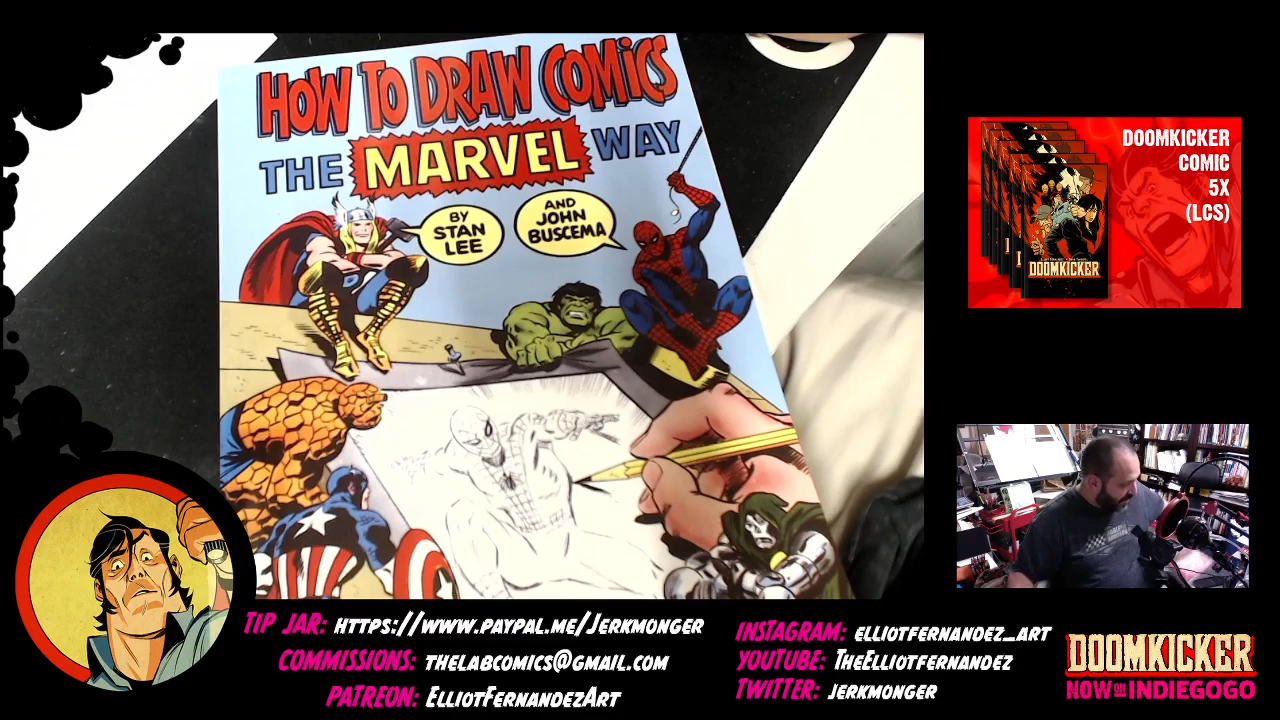 HOW TO DRAW COMICS
THE MARVEL WAY
BY
STAN
LEE
AND
JOHN
BUSCEMA
DOOMKICKER
COMIC
5X
(LCS)
DOOMKICKER
TIP JAR: HTTPS://WWW.PAYPAL.ME/JERKMONGER
COMMISSIONS: THELABCOMICS@GMAIL.COM
PATREON: ELLIOTFERNANDEZART
INSTAGRAM: ELLIOTFERNANDEZ_ART
YOUTUBE: THEELLIOTFERNANDEZ
TWITTER: JERKMONGER
DOOMKICKER
NOW ON INDIEGOGO